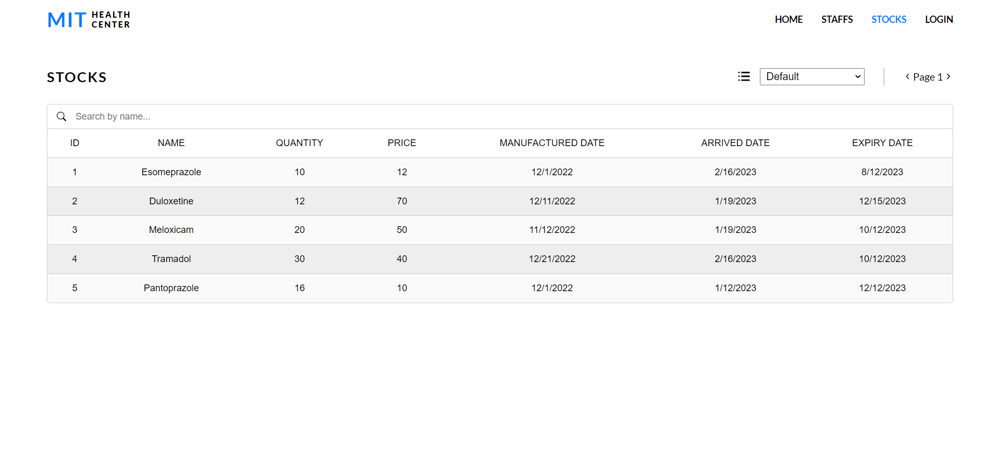 MIT HEALTH CENTER
HOME STAFFS STOCKS LOGIN
STOCKS
Default
< Page 1 >
Search by name...
ID NAME QUANTITY PRICE MANUFACTURED DATE ARRIVED DATE EXPIRY DATE
1 Esomeprazole 10 12 12/1/2022 2/16/2023 8/12/2023
2 Duloxetine 12 70 12/11/2022 1/19/2023 12/15/2023
3 Meloxicam 20 50 11/12/2022 1/19/2023 10/12/2023
4 Tramadol 30 40 12/21/2022 2/16/2023 10/12/2023
5 Pantoprazole 16 10 12/1/2022 1/12/2023 12/12/2023